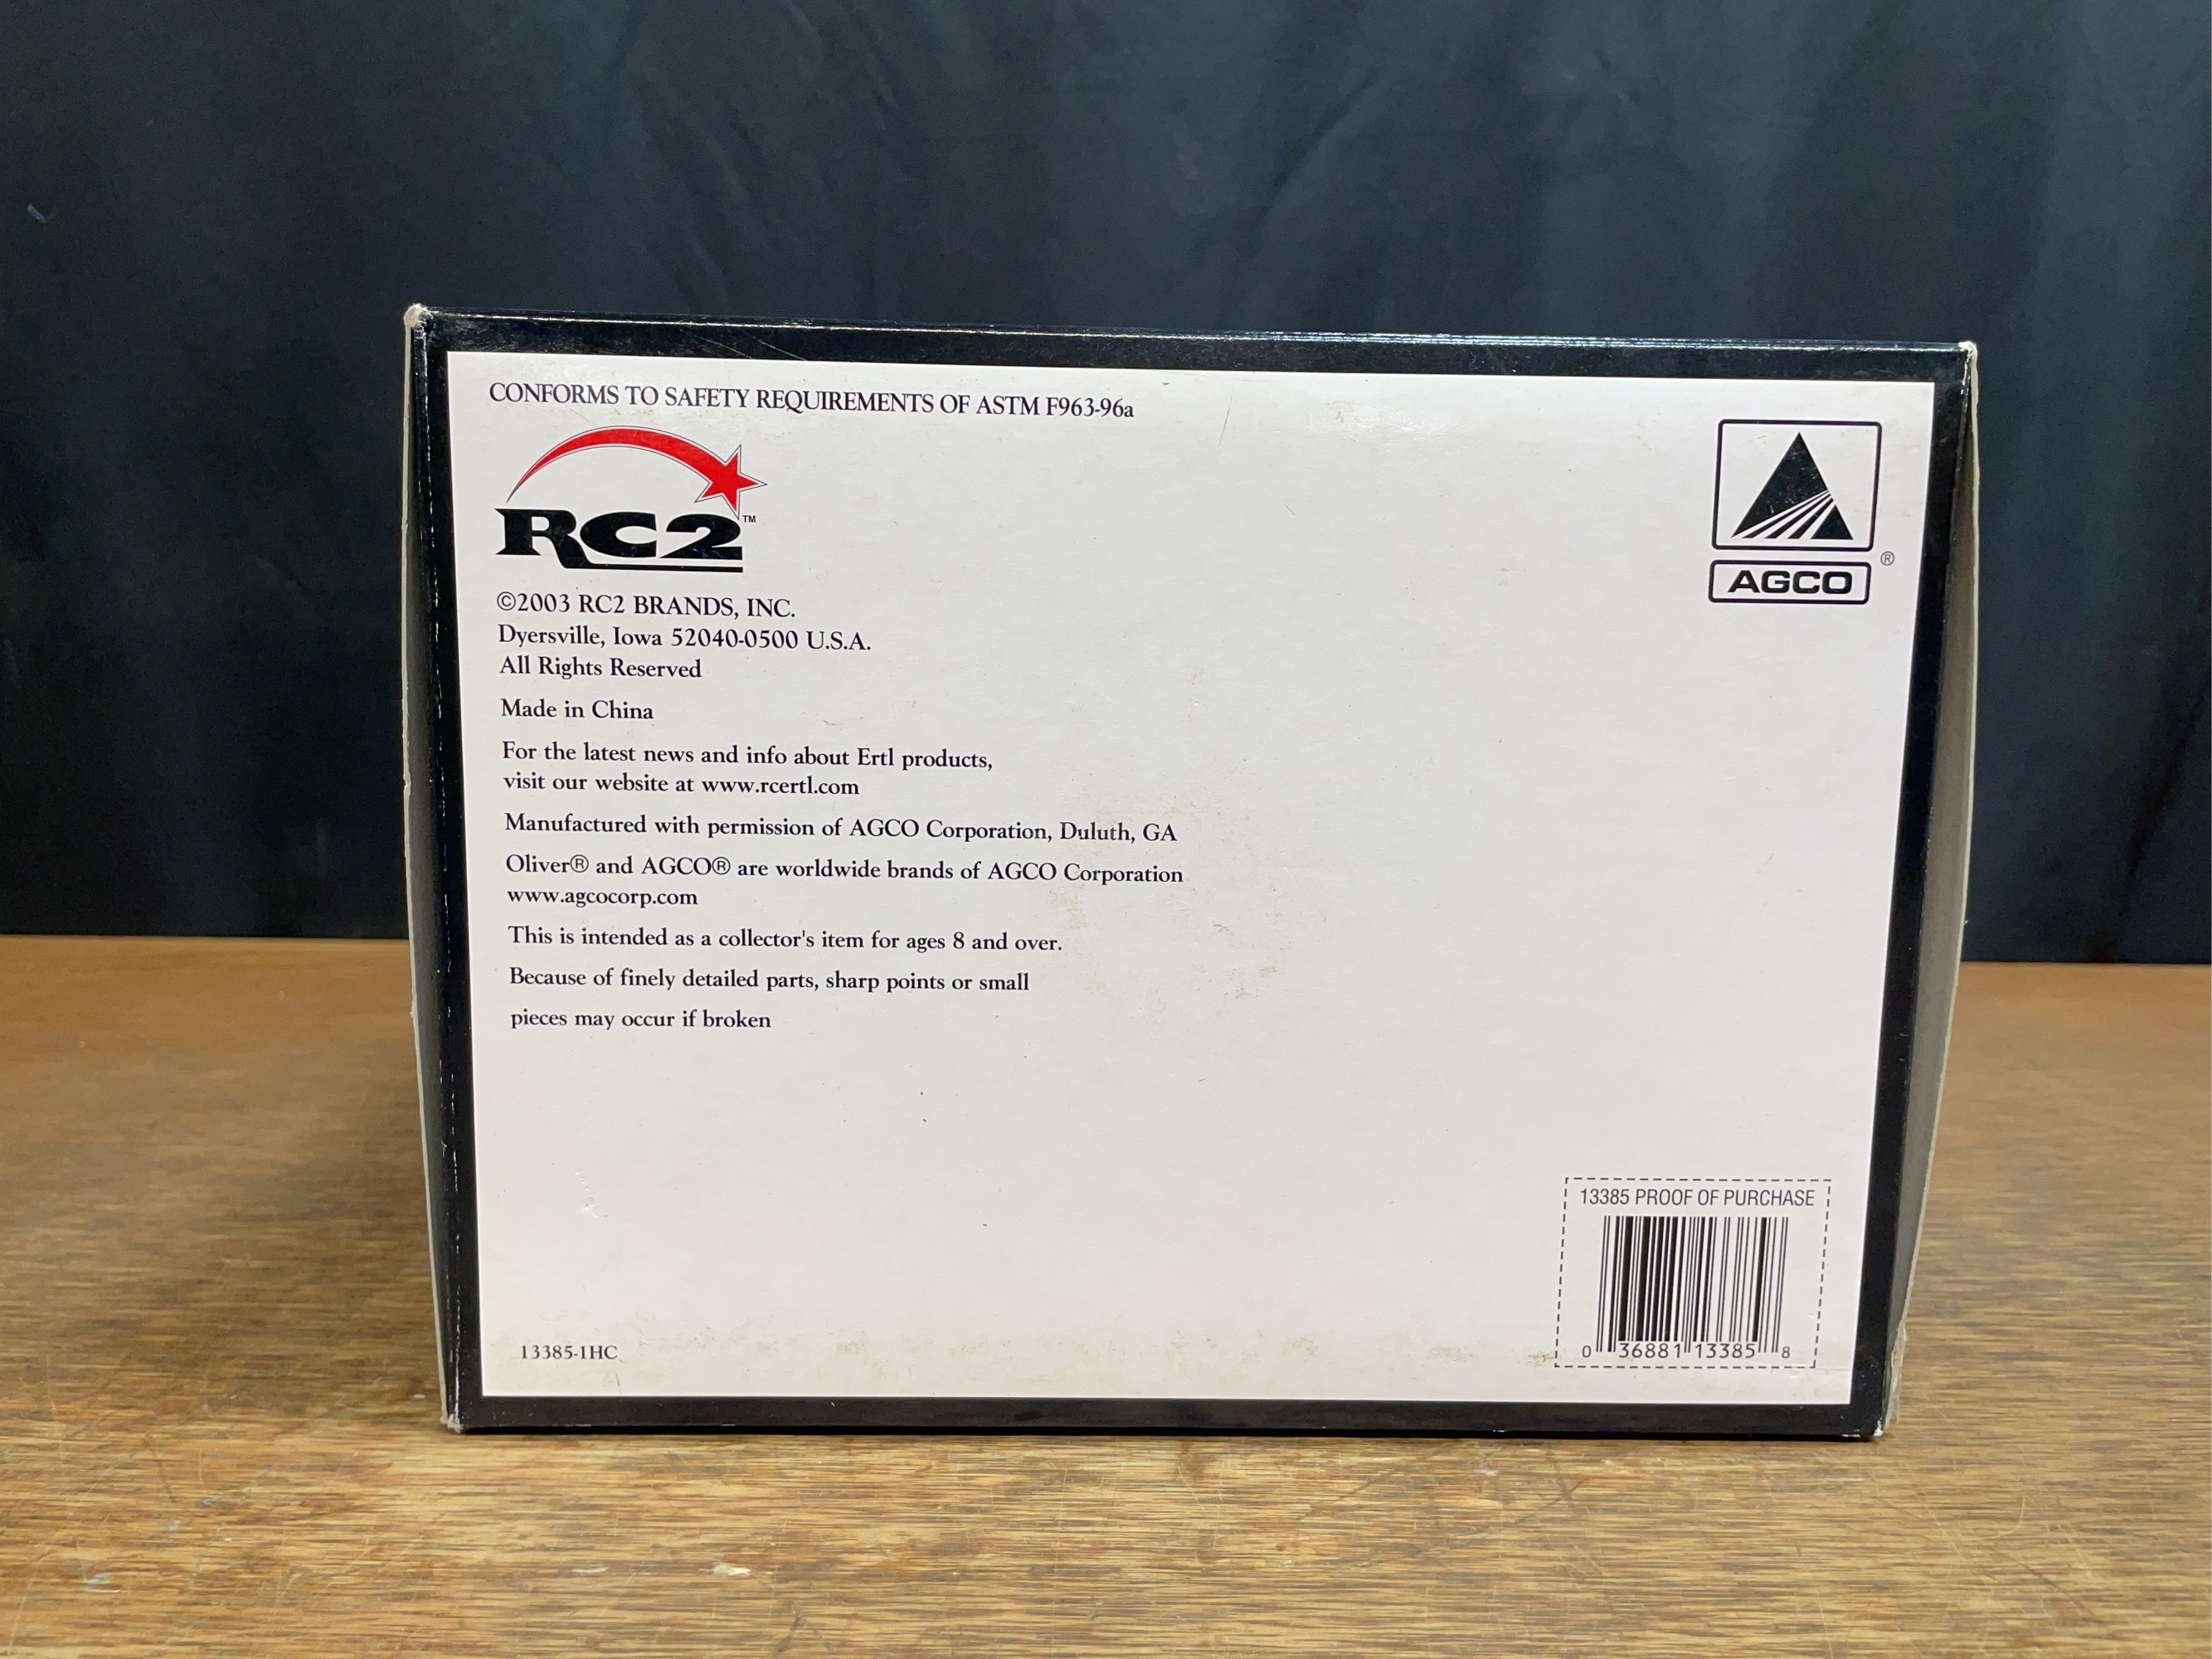 CONFORMS TO SAFETY REQUIREMENTS OF ASTM F963-96a
RC2™
AGCO®
©2003 RC2 BRANDS, INC.
Dyersville, Iowa 52040-0500 U.S.A.
All Rights Reserved
Made in China
For the latest news and info about Ertl products,
visit our website at www.rcertl.com
Manufactured with permission of AGCO Corporation, Duluth, GA
Oliver® and AGCO® are worldwide brands of AGCO Corporation
www.agcocorp.com
This is intended as a collector's item for ages 8 and over.
Because of finely detailed parts, sharp points or small
pieces may occur if broken
13385 PROOF OF PURCHASE
0 36881 13385 8
13385-1HC